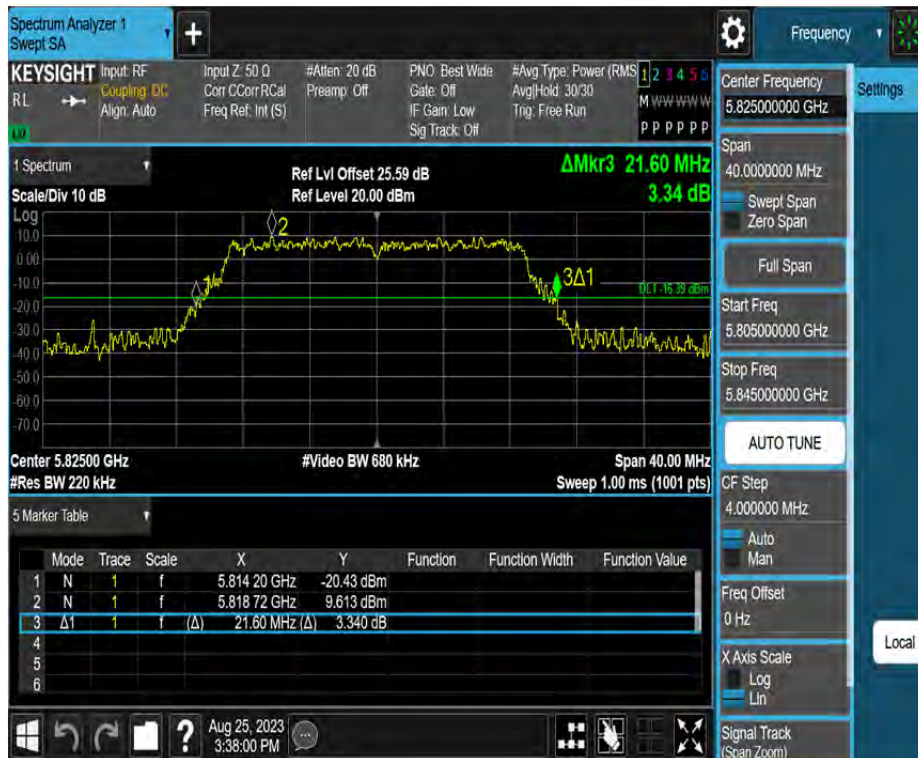 Spectrum Analyzer 1
Swept SA
+
Frequency
KEYSIGHT
RL
Input: RF
Coupling: DC
Align: Auto
Input Z: 50 Ω
Corr CCorr RCal
Freq Ref: Int (S)
#Atten: 20 dB
Preamp: Off
PNO: Best Wide
Gate: Off
IF Gain: Low
Sig Track: Off
#Avg Type: Power (RMS
Avg|Hold: 30/30
Trig: Free Run
1 2 3 4 5 6
M W W W W W
P P P P P P
1 Spectrum
Scale/Div 10 dB
Ref Lvl Offset 25.59 dB
Ref Level 20.00 dBm
ΔMkr3 21.60 MHz
3.34 dB
Log
10.0
0.00
-10.0
-20.0
-30.0
-40.0
-50.0
-60.0
-70.0
2
3Δ1
DL1 -16.39 dBm
Center 5.82500 GHz
#Video BW 680 kHz
Span 40.00 MHz
#Res BW 220 kHz
Sweep 1.00 ms (1001 pts)
5 Marker Table
Mode Trace Scale X Y Function Function Width Function Value
1 N 1 f 5.814 20 GHz -20.43 dBm
2 N 1 f 5.818 72 GHz 9.613 dBm
3 Δ1 1 f (Δ) 21.60 MHz (Δ) 3.340 dB
4
5
6
?
Aug 25, 2023
3:38:00 PM
Center Frequency
5.825000000 GHz
Settings
Span
40.0000000 MHz
Swept Span
Zero Span
Full Span
Start Freq
5.805000000 GHz
Stop Freq
5.845000000 GHz
AUTO TUNE
CF Step
4.000000 MHz
Auto
Man
Freq Offset
0 Hz
Local
X Axis Scale
Log
Lin
Signal Track
(Span Zoom)